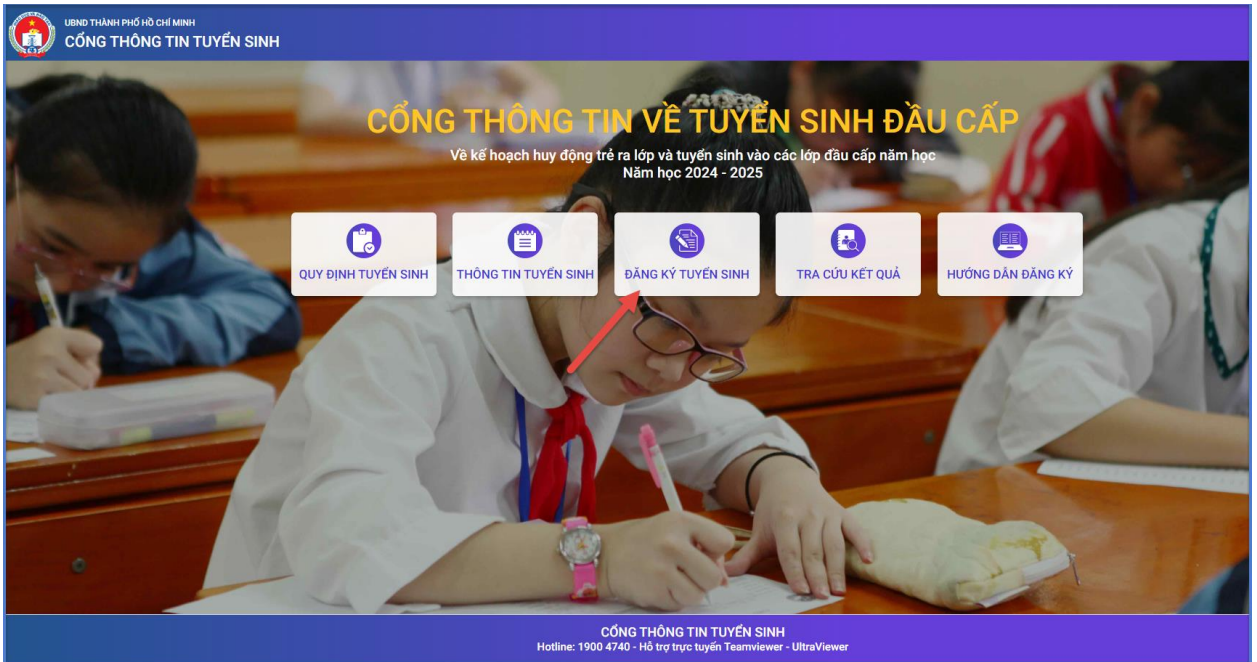 UBND THÀNH PHỐ HỒ CHÍ MINH
CỔNG THÔNG TIN TUYỂN SINH
CỔNG THÔNG TIN VỀ TUYỂN SINH ĐẦU CẤP
Về kế hoạch huy động trẻ ra lớp và tuyển sinh vào các lớp đầu cấp năm học
Năm học 2024 - 2025
QUY ĐỊNH TUYỂN SINH
THÔNG TIN TUYỂN SINH
ĐĂNG KÝ TUYỂN SINH
TRA CỨU KẾT QUẢ
HƯỚNG DẪN ĐĂNG KÝ
CỔNG THÔNG TIN TUYỂN SINH
Hotline: 1900 4740 - Hỗ trợ trực tuyến Teamviewer - UltraViewer